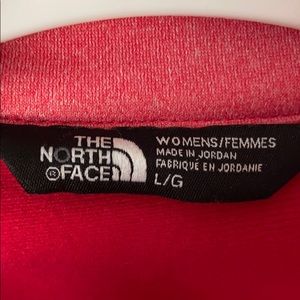 THE
NORTH
FACE
®
WOMENS/FEMMES
MADE IN JORDAN
FABRIQUE EN JORDANIE
L/G